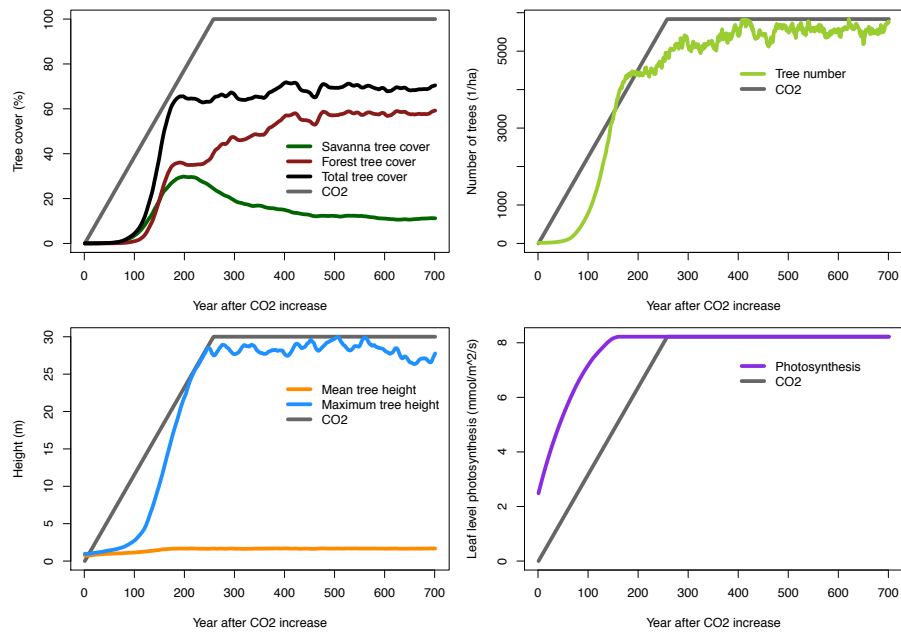 Tree cover (%)
100
80
60
40
20
0
Savanna tree cover
Forest tree cover
Total tree cover
CO2
0 100 200 300 400 500 600 700
Year after CO2 increase
Number of trees (1/ha)
5000
3000
1000
0
Tree number
CO2
0 100 200 300 400 500 600 700
Year after CO2 increase
Height (m)
30
25
20
15
10
5
0
Mean tree height
Maximum tree height
CO2
0 100 200 300 400 500 600 700
Year after CO2 increase
Leaf level photosynthesis (mmol/m^2/s)
8
6
4
2
0
Photosynthesis
CO2
0 100 200 300 400 500 600 700
Year after CO2 increase